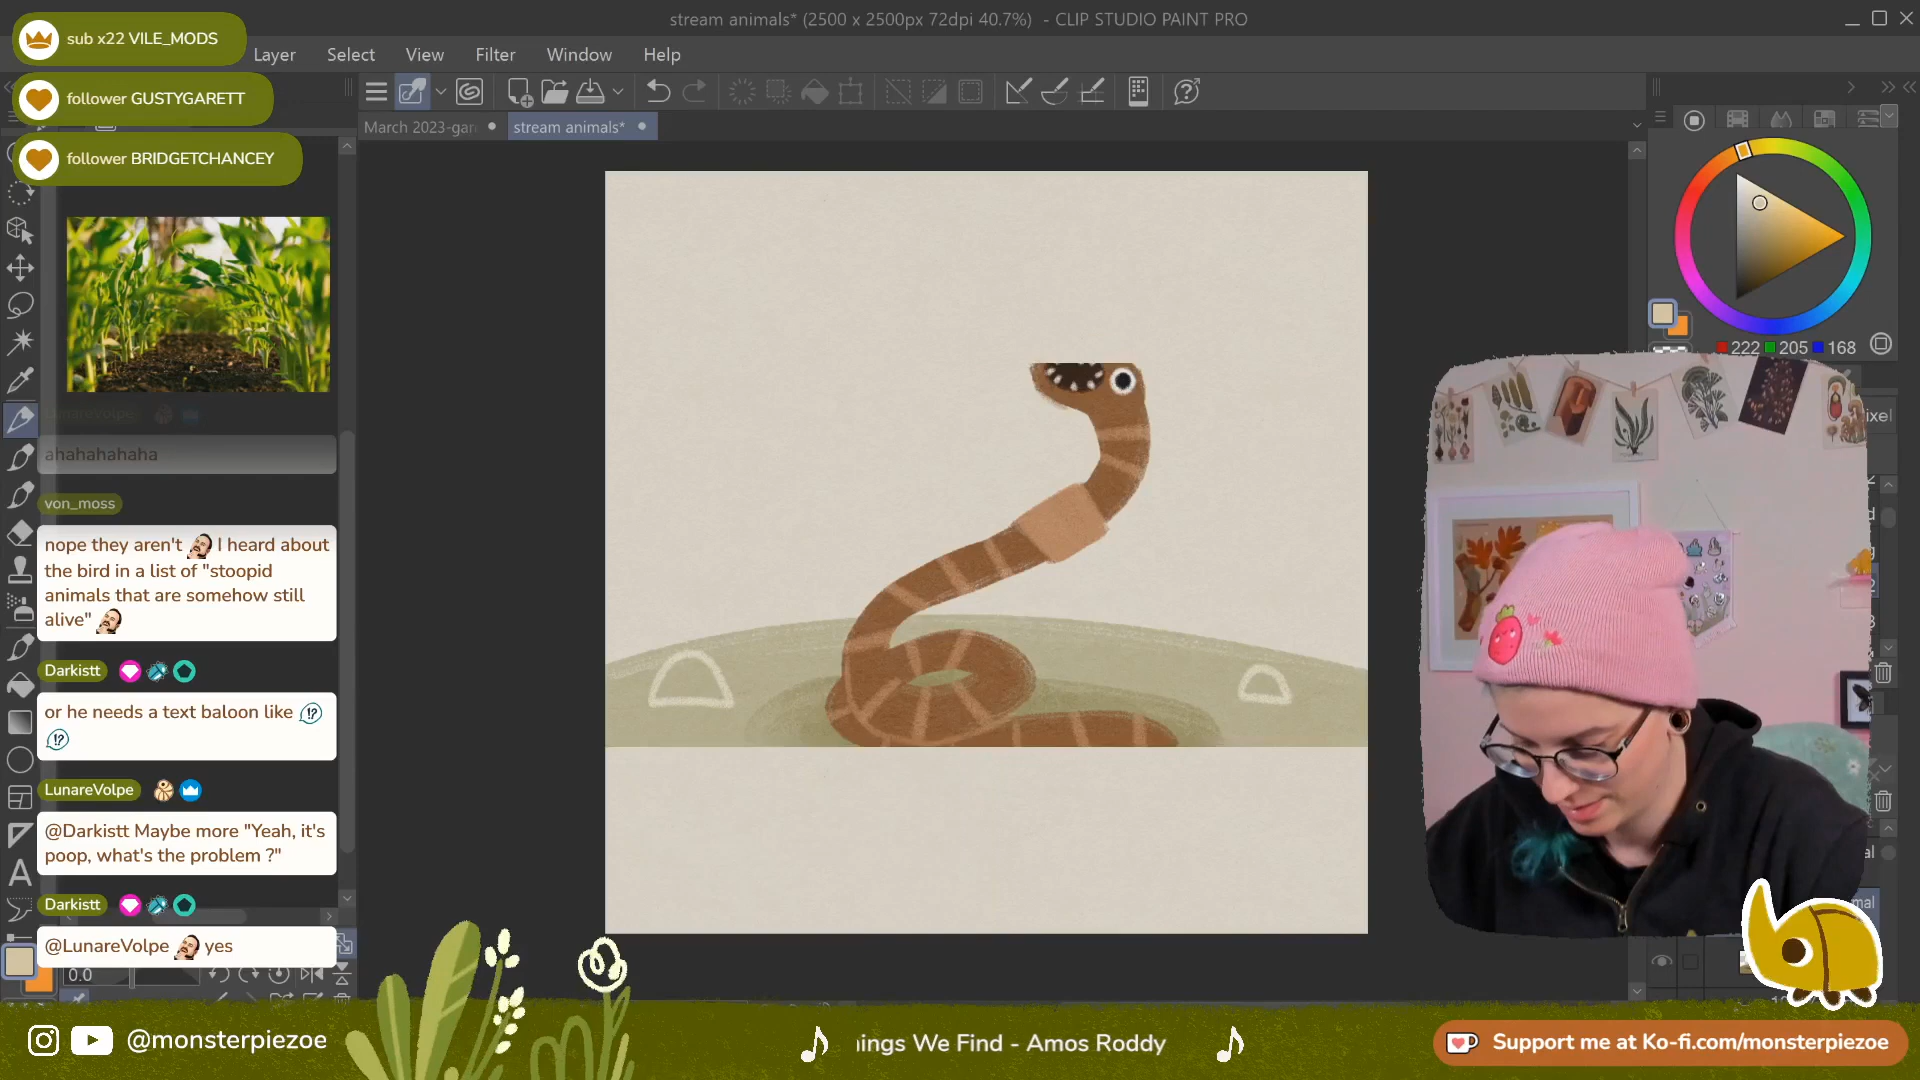 stream animals* (2500 x 2500px 72dpi 40.7%) - CLIP STUDIO PAINT PRO
sub x22 VILE_MODS
Layer Select View Filter Window Help
follower GUSTYGARETT
March 2023-gar
stream animals*
follower BRIDGETCHANCEY
222 205 168
LunareVolpe
ahahahahaha
von_moss
nope they aren't I heard about
the bird in a list of "stoopid
animals that are somehow still
alive"
Darkistt
or he needs a text baloon like !?
!?
LunareVolpe
@Darkistt Maybe more "Yeah, it's
poop, what's the problem ?"
Darkistt
@LunareVolpe yes
0.0
@monsterpiezoe
ings We Find - Amos Roddy
Support me at Ko-fi.com/monsterpiezoe